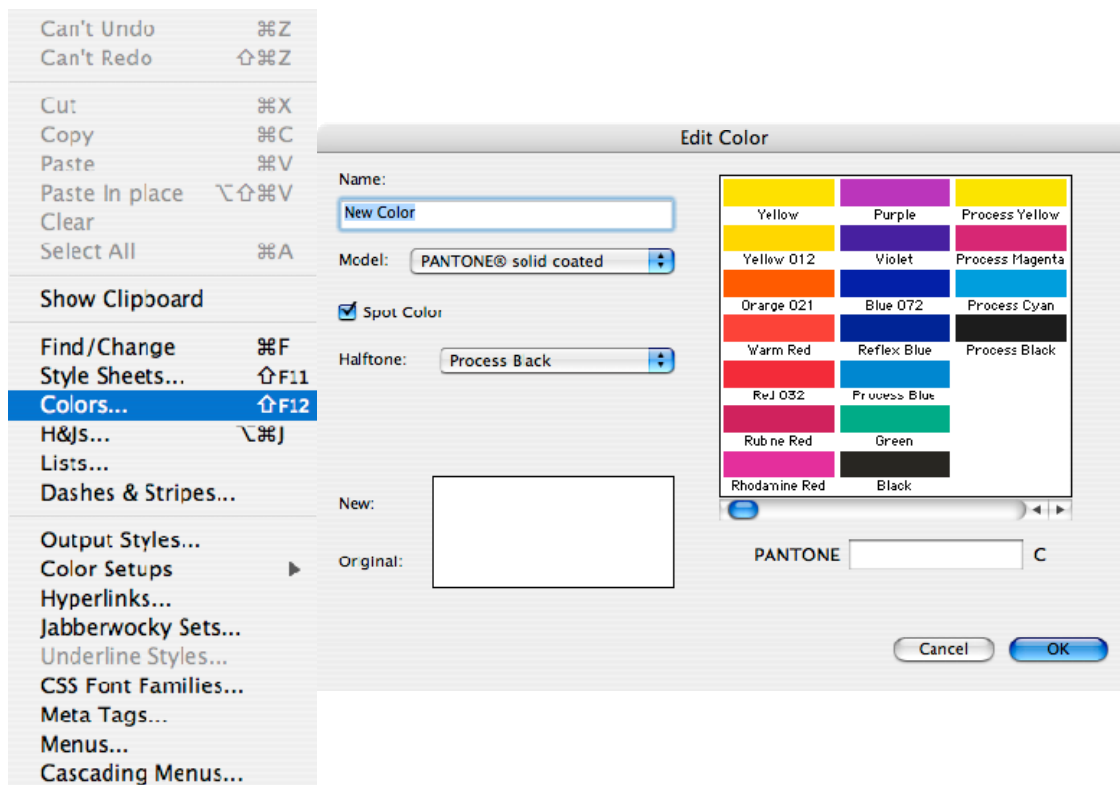 Can't Undo ⌘Z
Can't Redo ⇧⌘Z
Cut ⌘X
Copy ⌘C
Paste ⌘V
Paste In place ⌥⇧⌘V
Clear
Select All ⌘A
Show Clipboard
Find/Change ⌘F
Style Sheets... ⇧F11
Colors... ⇧F12
H&Js... ⌥⌘J
Lists...
Dashes & Stripes...
Output Styles...
Color Setups ▶
Hyperlinks...
Jabberwocky Sets...
Underline Styles...
CSS Font Families...
Meta Tags...
Menus...
Cascading Menus...
Edit Color
Name:
New Color
Model: PANTONE® solid coated
Spot Color
Halftone: Process Black
New:
Original:
Yellow Purple Process Yellow
Yellow 012 Violet Process Magenta
Orange 021 Blue 072 Process Cyan
Warm Red Reflex Blue Process Black
Red 032 Process Blue
Rubine Red Green
Rhodamine Red Black
PANTONE C
Cancel OK